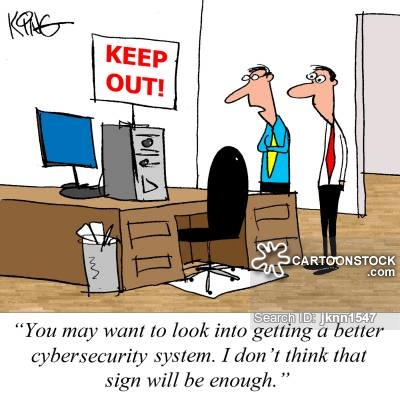 KPMG
KEEP
OUT!
CARTOONSTOCK
.com
Search ID: jknn1547
“You may want to look into getting a better
cybersecurity system. I don’t think that
sign will be enough.”